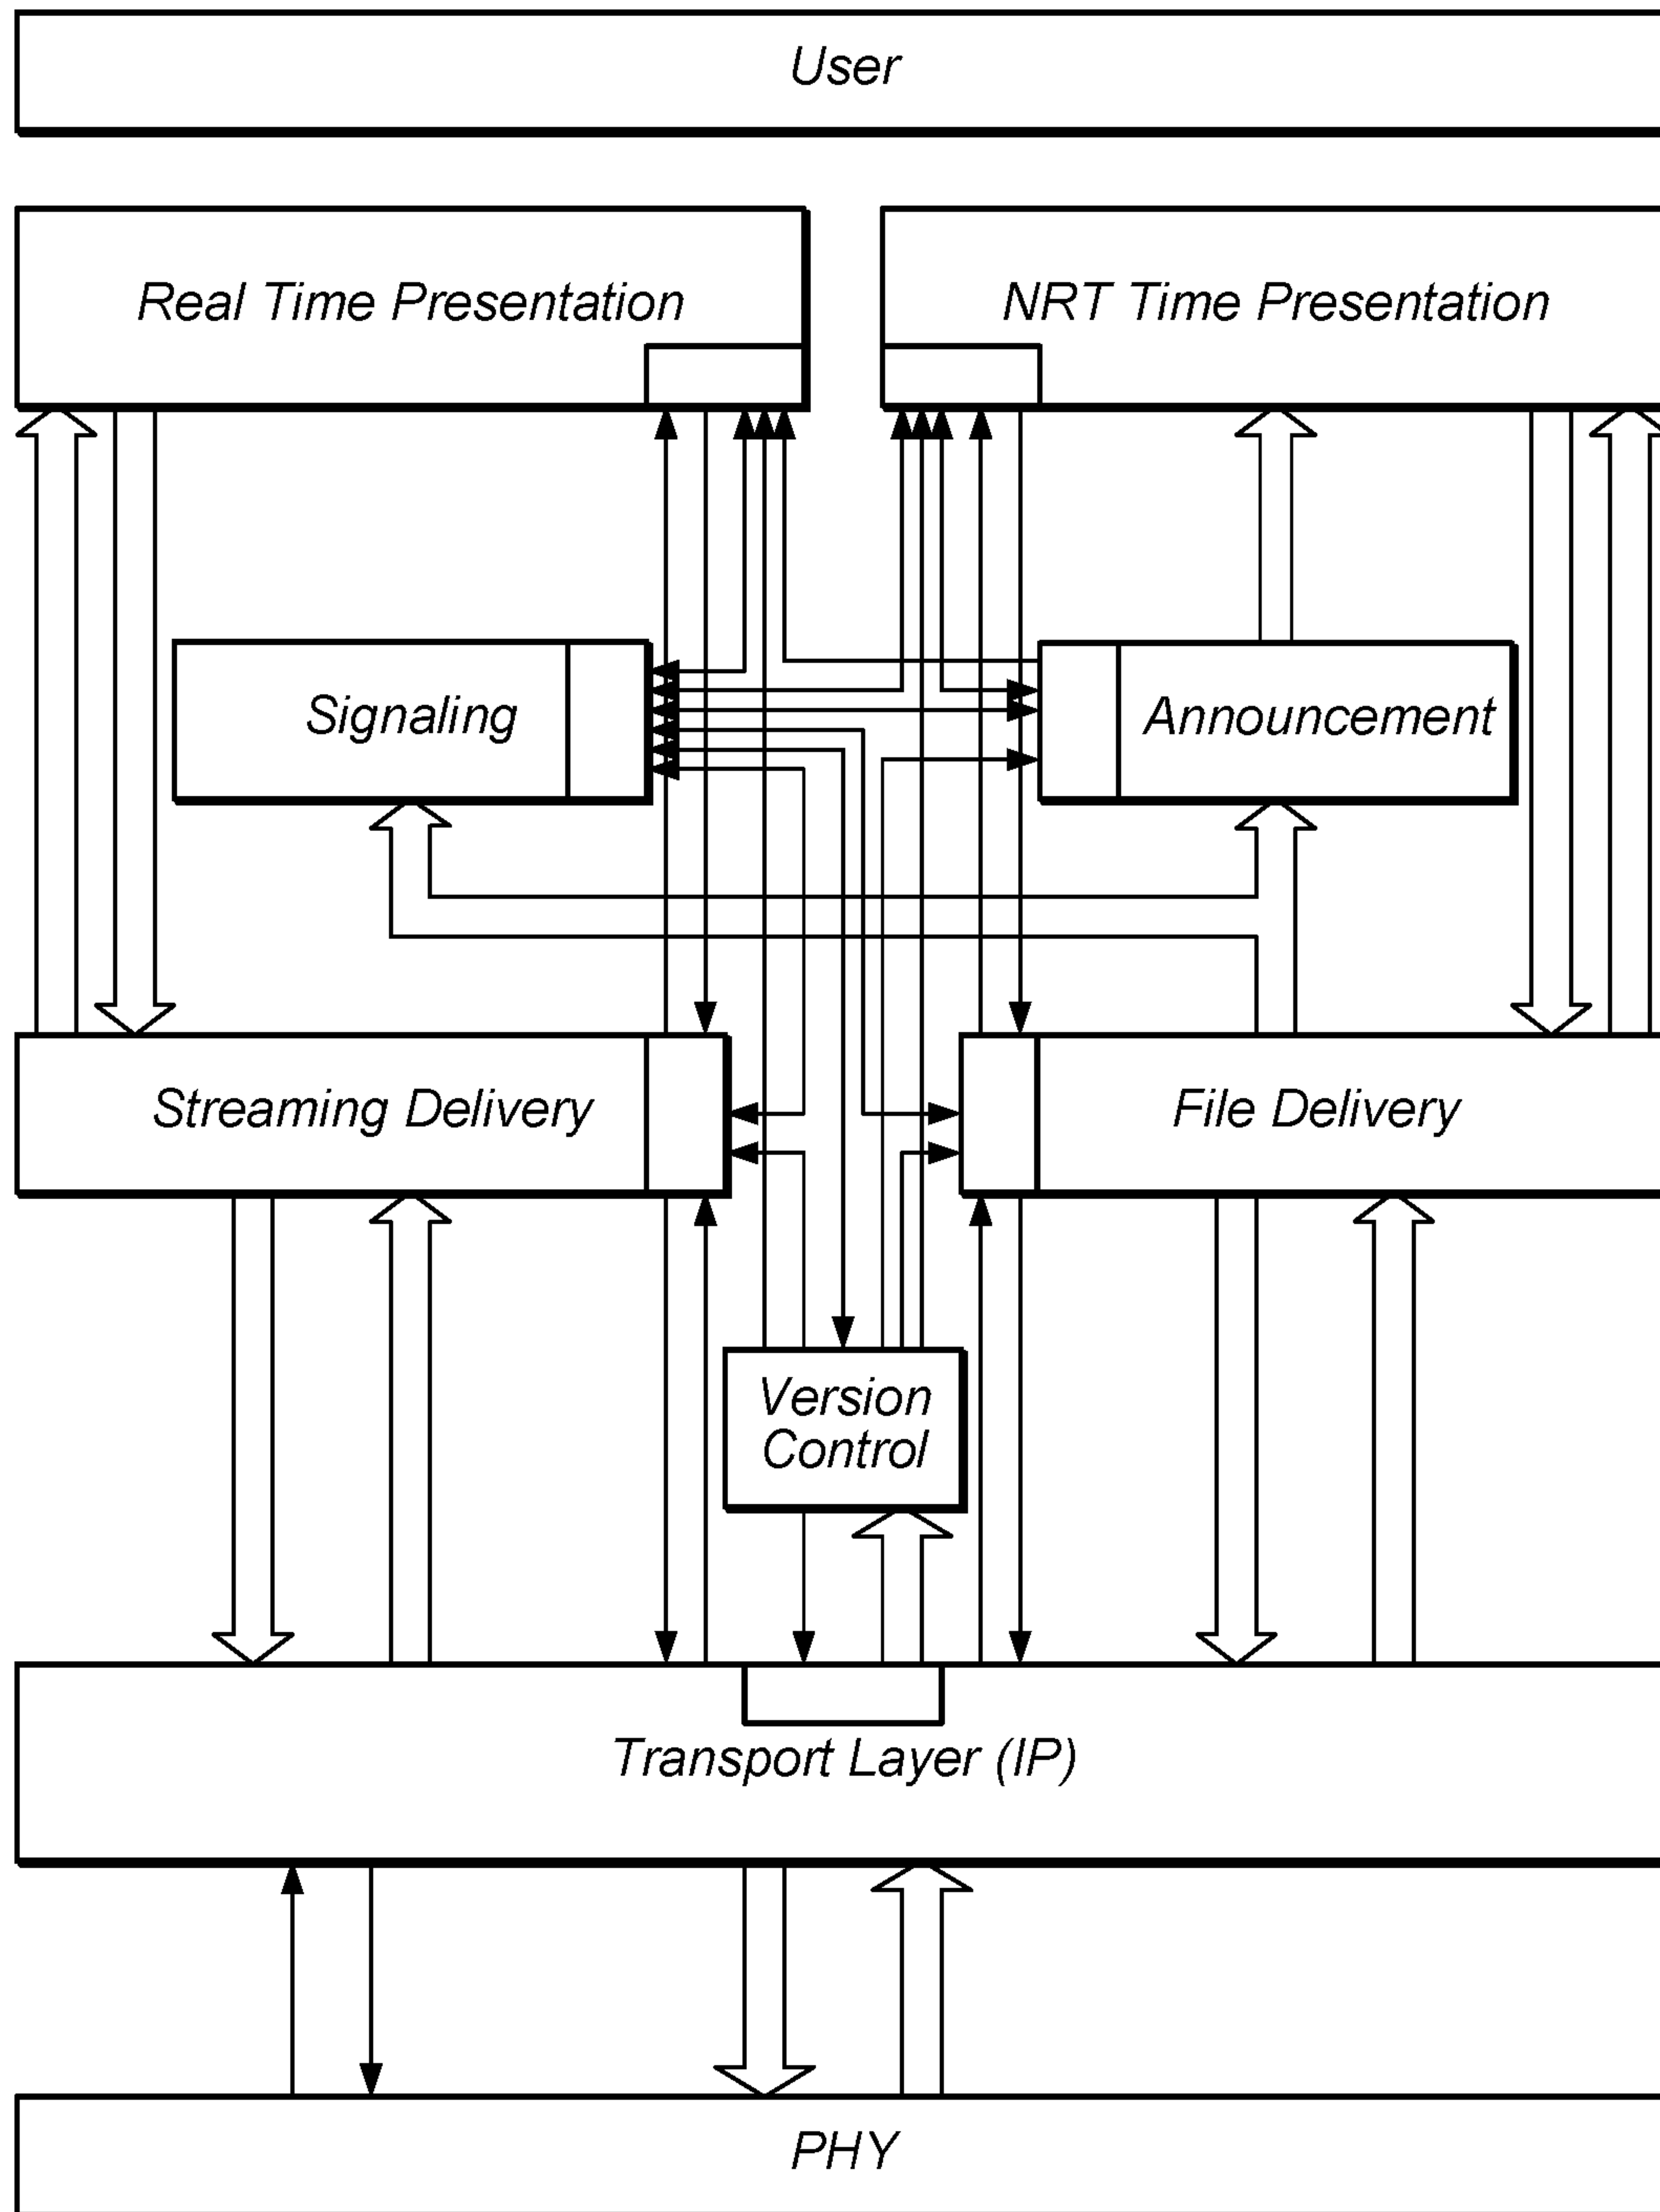 User
Real Time Presentation
NRT Time Presentation
Signaling
Announcement
Streaming Delivery
File Delivery
Version
Control
Transport Layer (IP)
PHY